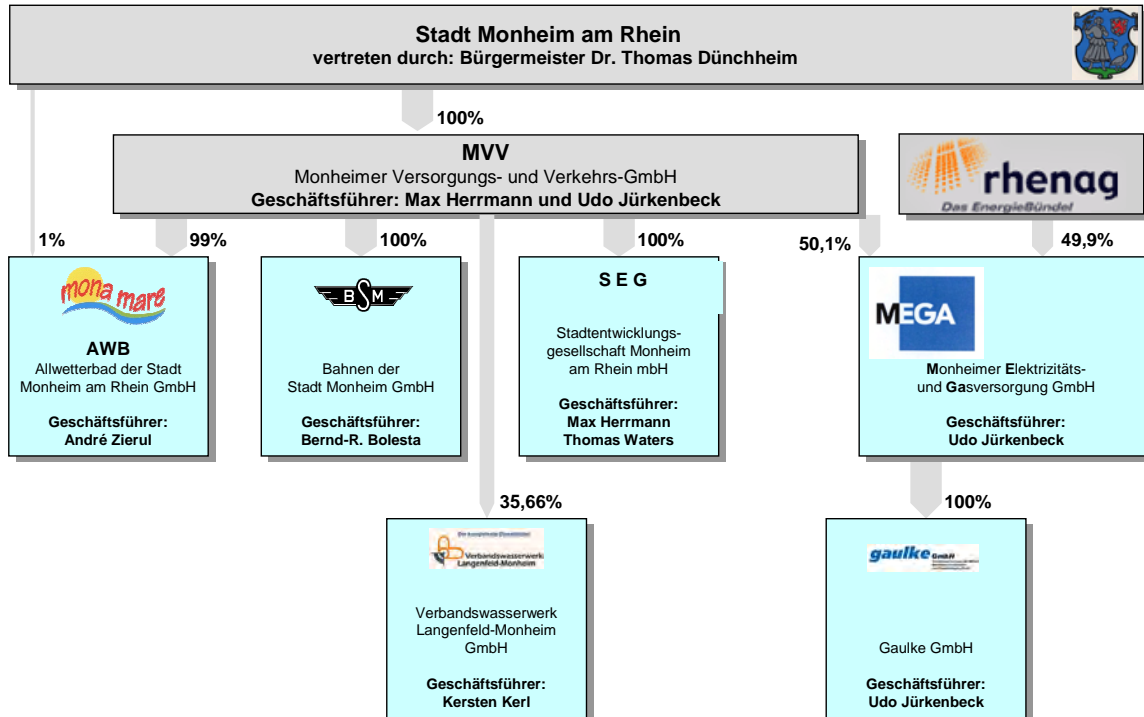 Stadt Monheim am Rhein
vertreten durch: Bürgermeister Dr. Thomas Dünchheim
100%
MVV
Monheimer Versorgungs- und Verkehrs-GmbH
Geschäftsführer: Max Herrmann und Udo Jürkenbeck
rhenag
Das EnergieBündel
1%
99%
100%
100%
50,1%
49,9%
mona mare
AWB
Allwetterbad der Stadt
Monheim am Rhein GmbH
Geschäftsführer:
André Zierul
BSM
Bahnen der
Stadt Monheim GmbH
Geschäftsführer:
Bernd-R. Bolesta
S E G
Stadtentwicklungs-
gesellschaft Monheim
am Rhein mbH
Geschäftsführer:
Max Herrmann
Thomas Waters
MEGA
Monheimer Elektrizitäts-
und Gasversorgung GmbH
Geschäftsführer:
Udo Jürkenbeck
35,66%
100%
Verbandswasserwerk
Langenfeld-Monheim
Verbandswasserwerk
Langenfeld-Monheim
GmbH
Geschäftsführer:
Kersten Kerl
gaulke GmbH
Gaulke GmbH
Geschäftsführer:
Udo Jürkenbeck